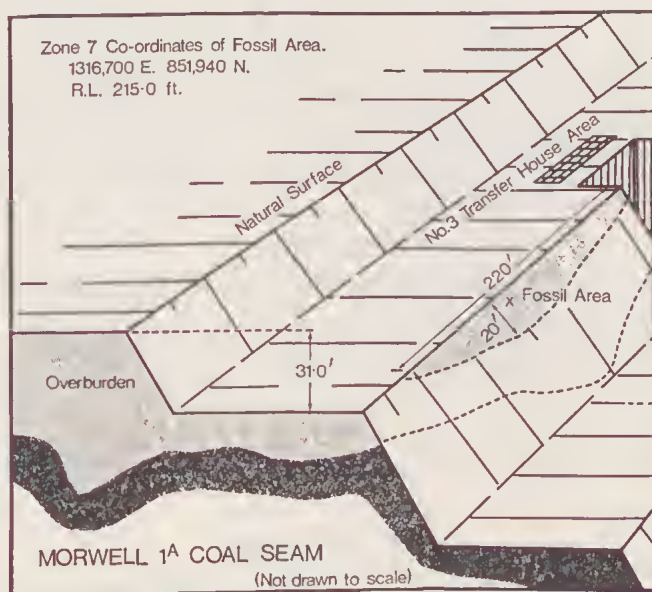 Zone 7 Co-ordinates of Fossil Area.
1316,700 E. 851,940 N.
R.L. 215·0 ft.
Natural Surface
No.3 Transfer House Area
220'
20' x Fossil Area
31·0'
Overburden
MORWELL 1A COAL SEAM
(Not drawn to scale)